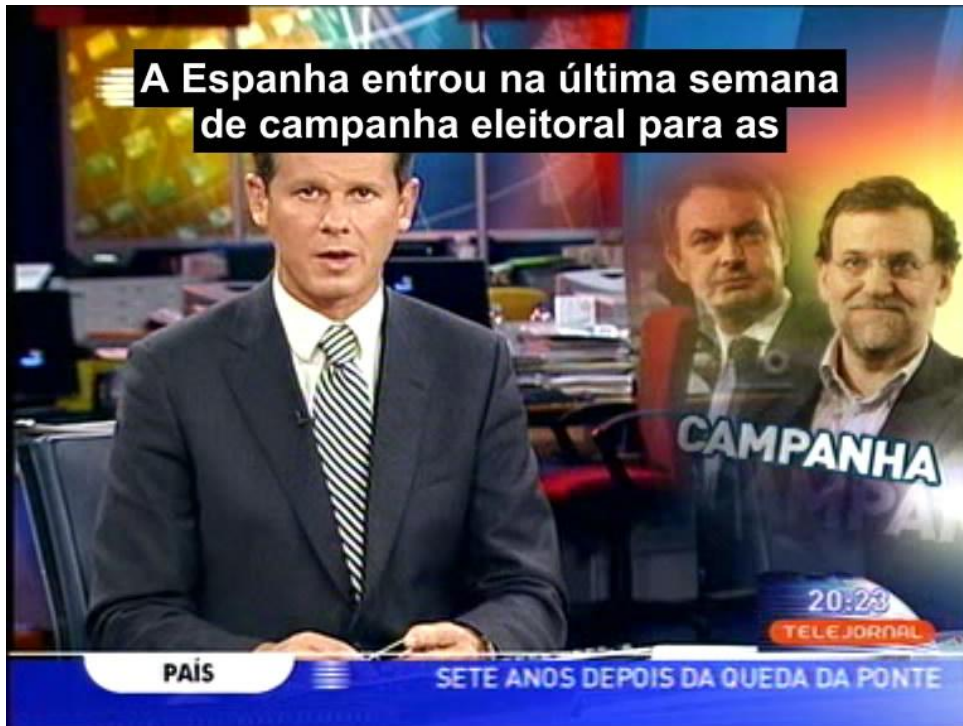 A Espanha entrou na última semana
de campanha eleitoral para as
CAMPANHA
20:23
TELEJORNAL
PAÍS
SETE ANOS DEPOIS DA QUEDA DA PONTE